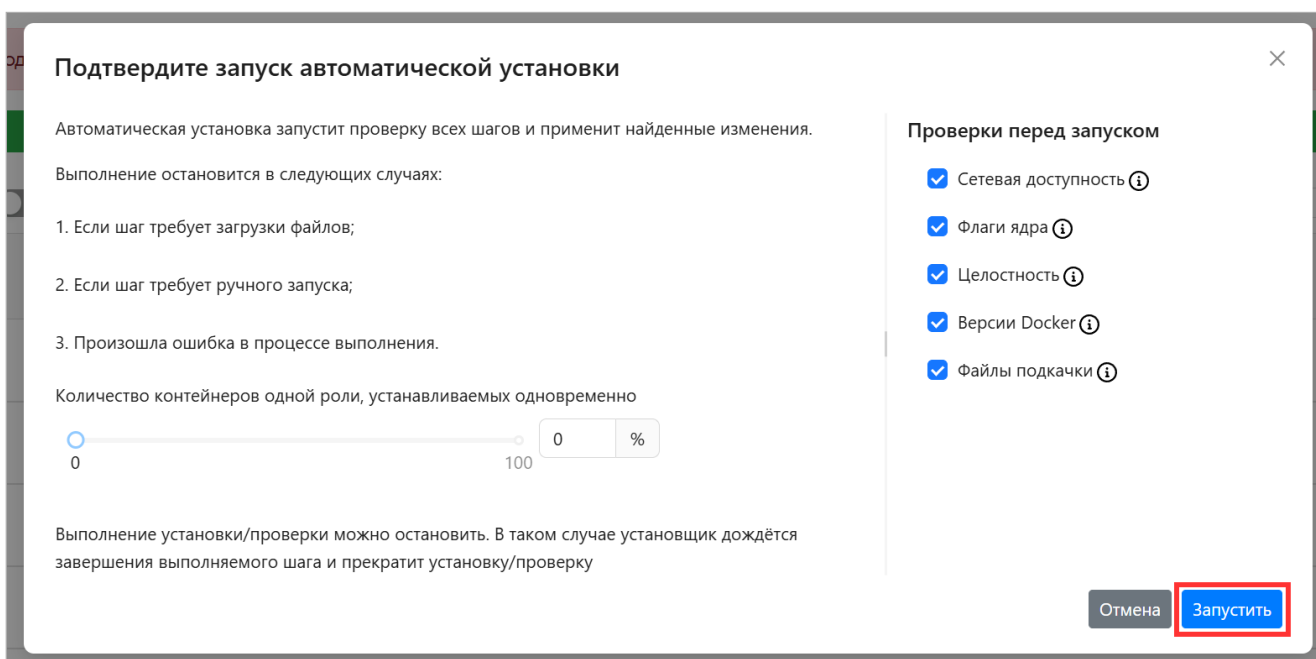 од
Подтвердите запуск автоматической установки
Автоматическая установка запустит проверку всех шагов и применит найденные изменения.
Выполнение остановится в следующих случаях:
1. Если шаг требует загрузки файлов;
2. Если шаг требует ручного запуска;
3. Произошла ошибка в процессе выполнения.
Количество контейнеров одной роли, устанавливаемых одновременно
0 %
0 100
Выполнение установки/проверки можно остановить. В таком случае установщик дождётся
завершения выполняемого шага и прекратит установку/проверку
Проверки перед запуском
Сетевая доступность
Флаги ядра
Целостность
Версии Docker
Файлы подкачки
Отмена Запустить